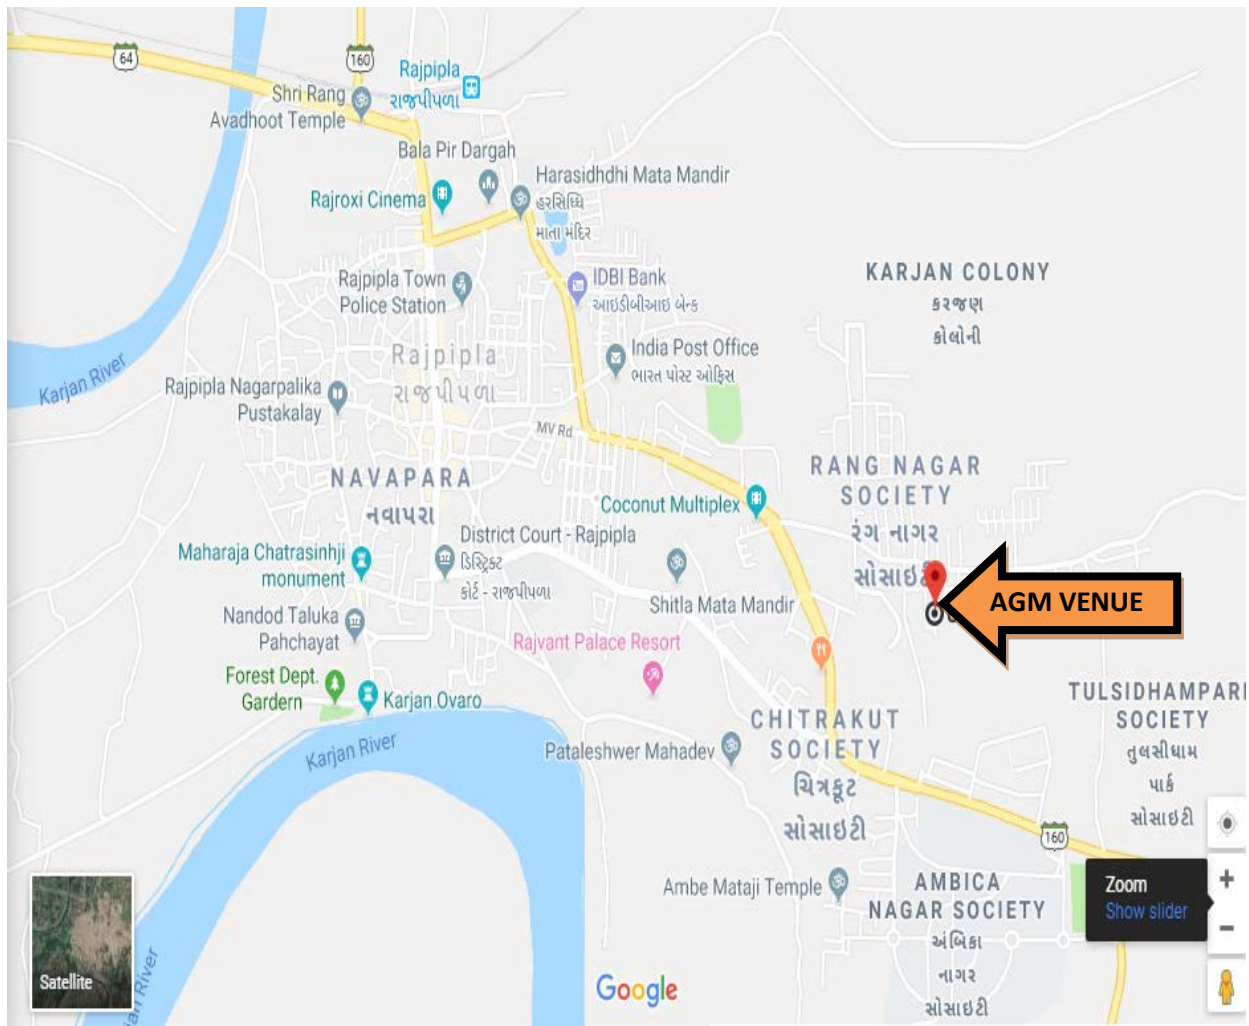 64
160
Rajpipla
રાજપીપળા
Shri Rang
Avadhoot Temple
Bala Pir Dargah
Harasidhdhi Mata Mandir
હરસિધ્ધિ
માતા મંદિર
Rajroxi Cinema
KARJAN COLONY
કરજણ
કોલોની
IDBI Bank
આઇડીબીઆઇ બેન્ક
Rajpipla Town
Police Station
India Post Office
ભારત પોસ્ટ ઓફિસ
Rajpipla
રાજપીપળા
Karjan River
Rajpipla Nagarpalika
Pustakalay
MV Rd
NAVAPARA
નવાપરા
RANG NAGAR
SOCIETY
રંગ નાગર
સોસાઇટી
Coconut Multiplex
District Court - Rajpipla
ડિસ્ટ્રિક્ટ
કોર્ટ - રાજપીપળા
Maharaja Chatrasinhji
monument
AGM VENUE
Shitla Mata Mandir
Nandod Taluka
Pahchayat
Rajvant Palace Resort
Forest Dept.
Gardern
Karjan Ovaro
TULSIDHAMPARK
SOCIETY
તુલસીધામ
પાર્ક
સોસાઇટી
CHITRAKUT
SOCIETY
ચિત્રકૂટ
સોસાઇટી
Karjan River
Pataleshwer Mahadev
160
Ambe Mataji Temple
AMBICA
NAGAR SOCIETY
અંબિકા
નાગર
સોસાઇટી
Zoom
Show slider
+
−
Satellite
Google